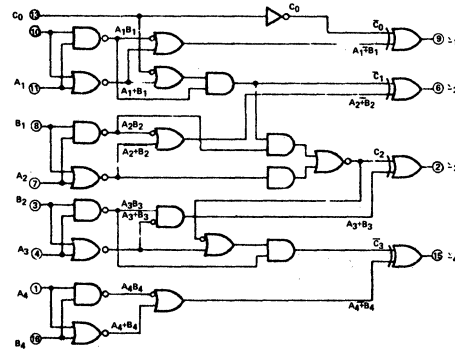 C0 13
C0
10
C̅0
9
A1B1
A1+B1
A1 11
A1+B1
C̅1
6
B1 8
A2B2
A2+B2
A2+B2
C2
2
A2 7
B2 3
A3B3
A3+B3
A3+B3
A3 4
C̅3
15
A4 1
A4B4
A4+B4
A4+B4
B4 16